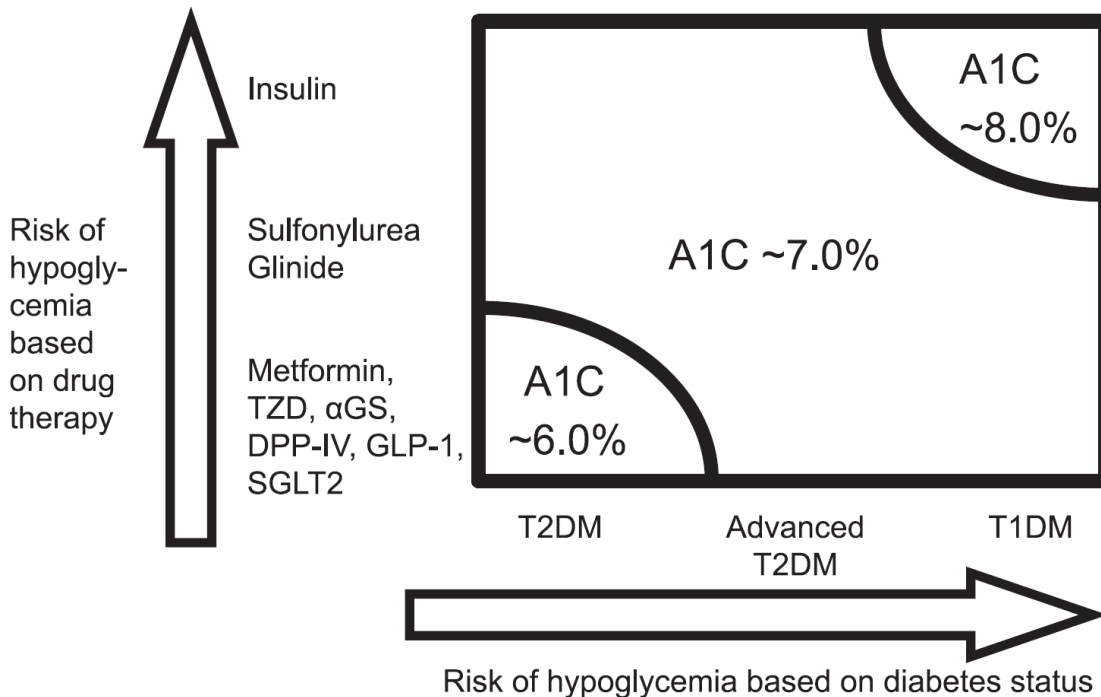 Insulin
Sulfonylurea
Glinide
Metformin,
TZD, αGS,
DPP-IV, GLP-1,
SGLT2
Risk of
hypogly-
cemia
based
on drug
therapy
A1C
~8.0%
A1C ~7.0%
A1C
~6.0%
T2DM
Advanced
T2DM
T1DM
Risk of hypoglycemia based on diabetes status